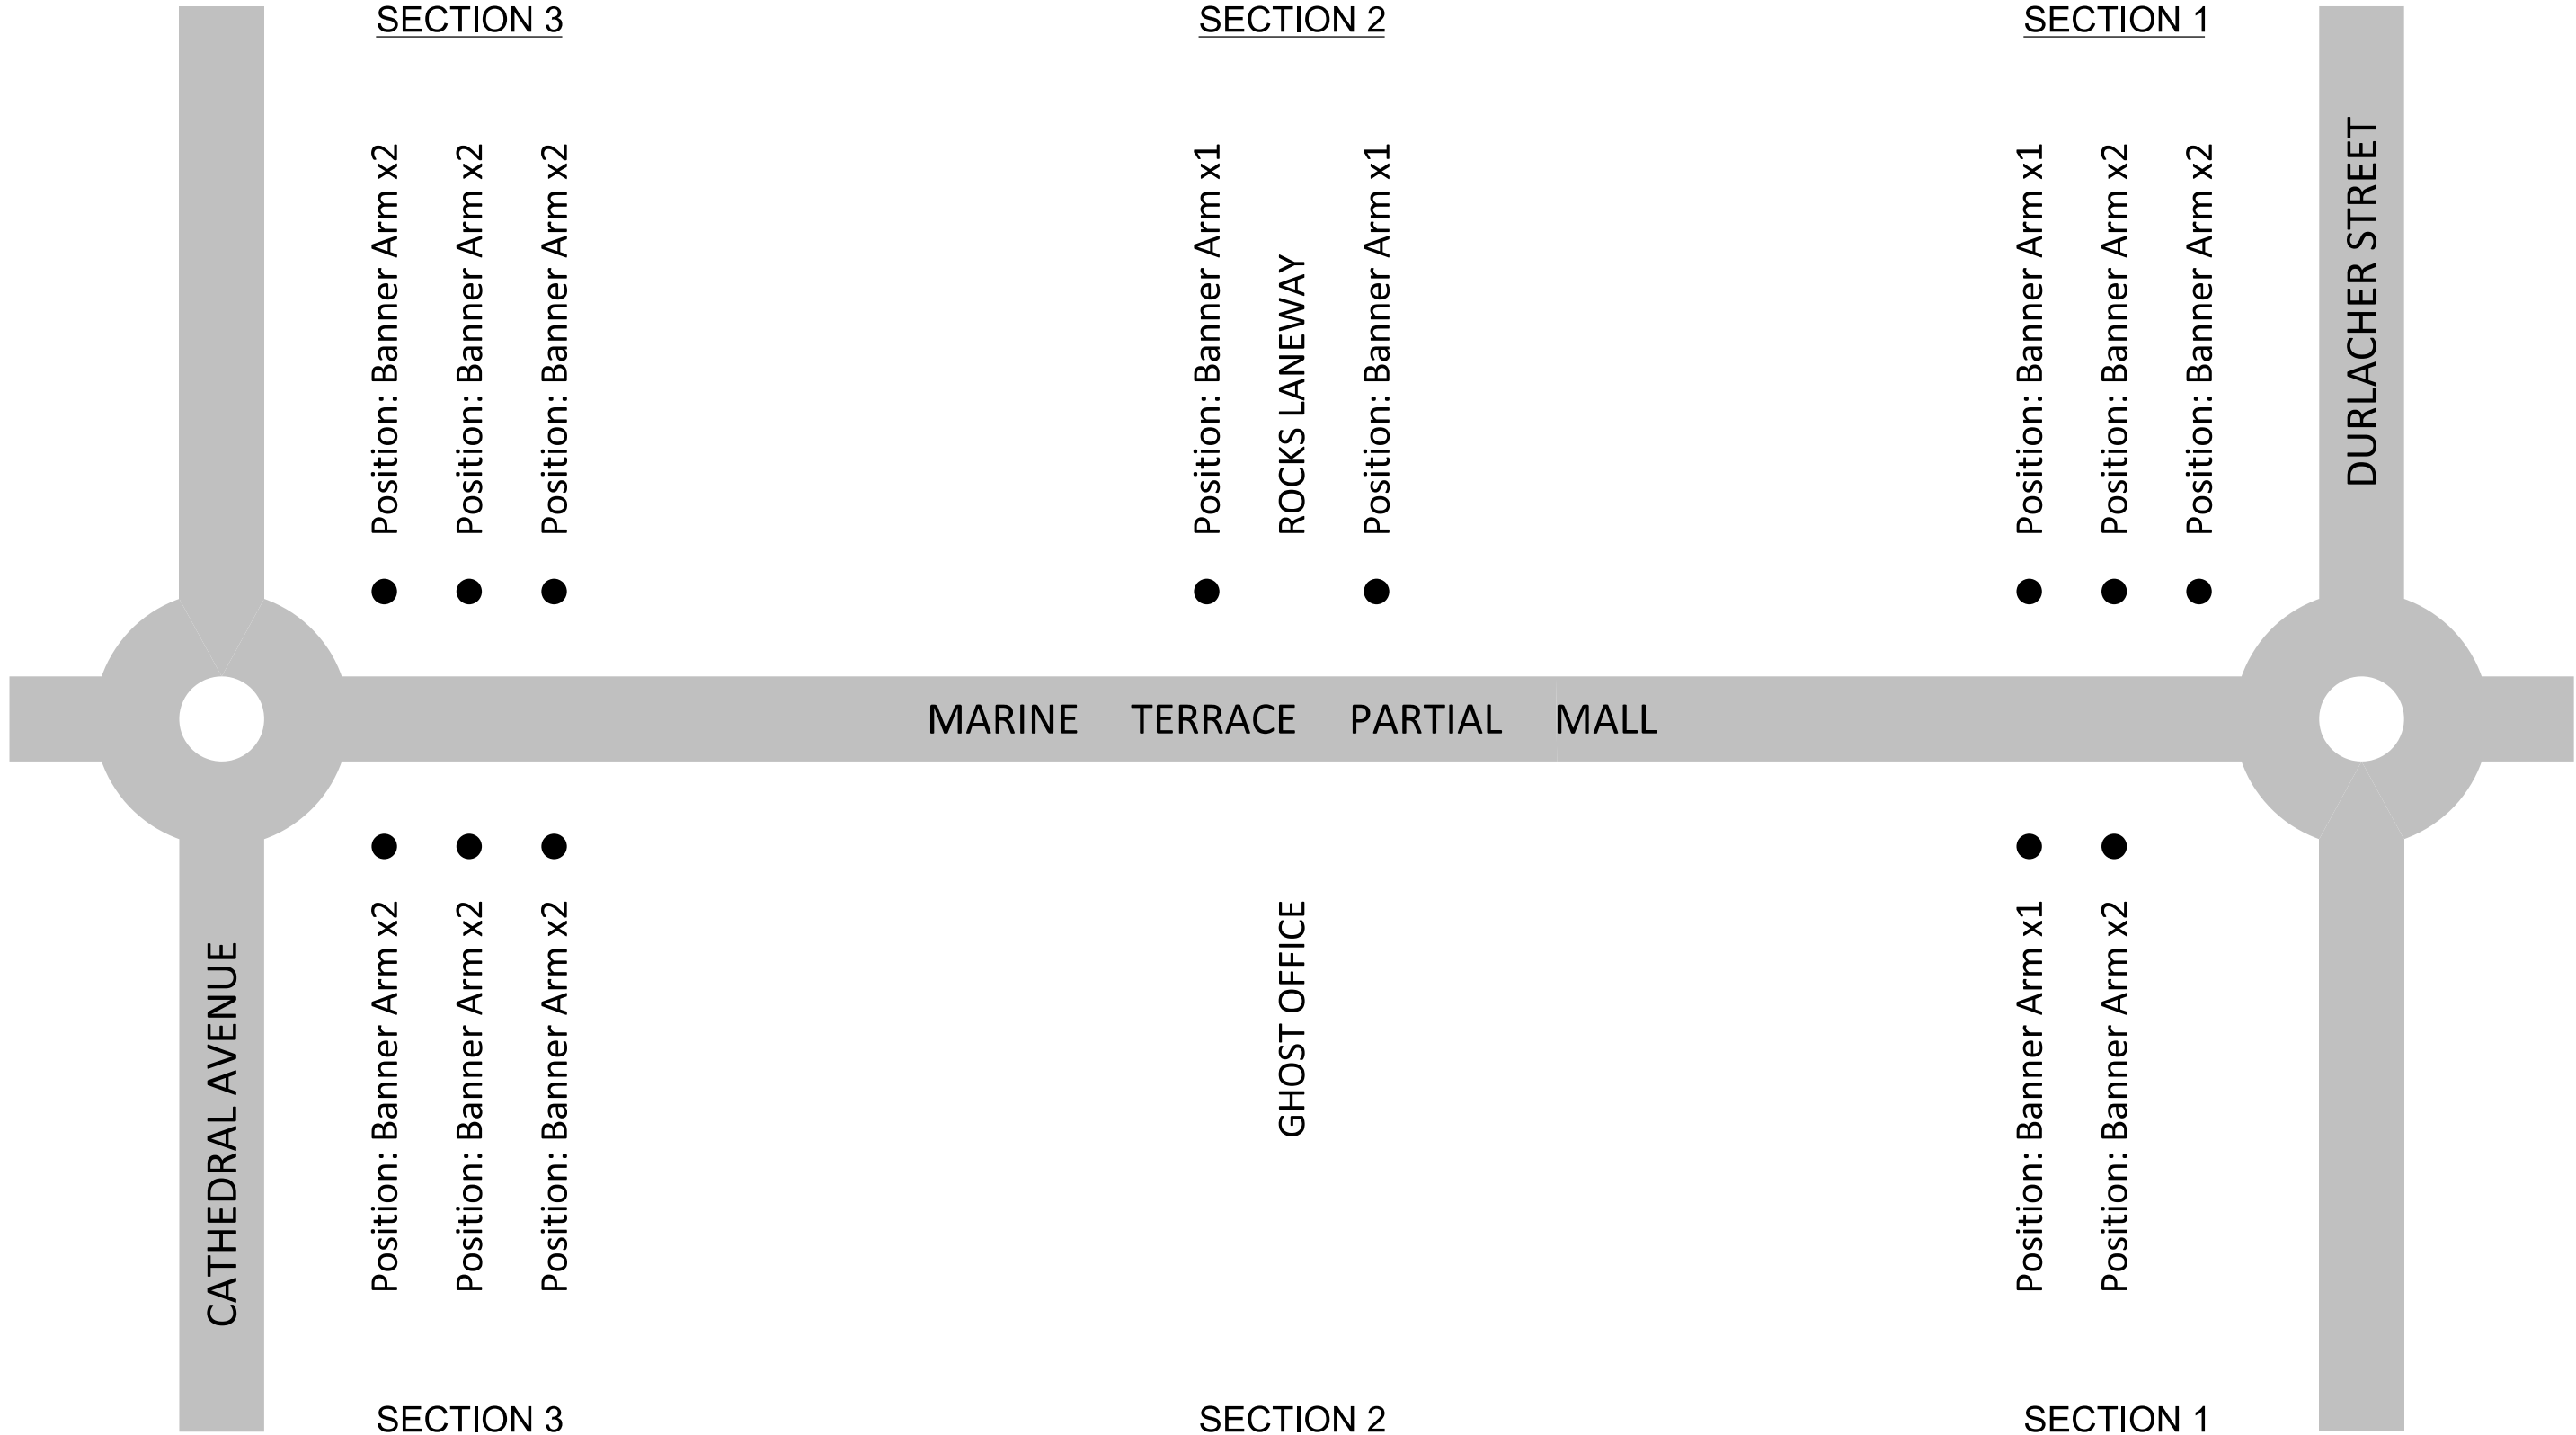 SECTION 3
SECTION 2
SECTION 1
Position: Banner Arm x2
Position: Banner Arm x2
Position: Banner Arm x2
Position: Banner Arm x1
ROCKS LANEWAY
Position: Banner Arm x1
Position: Banner Arm x1
Position: Banner Arm x2
Position: Banner Arm x2
DURLACHER STREET
MARINE TERRACE PARTIAL MALL
CATHEDRAL AVENUE
Position: Banner Arm x2
Position: Banner Arm x2
Position: Banner Arm x2
GHOST OFFICE
Position: Banner Arm x1
Position: Banner Arm x2
SECTION 3
SECTION 2
SECTION 1